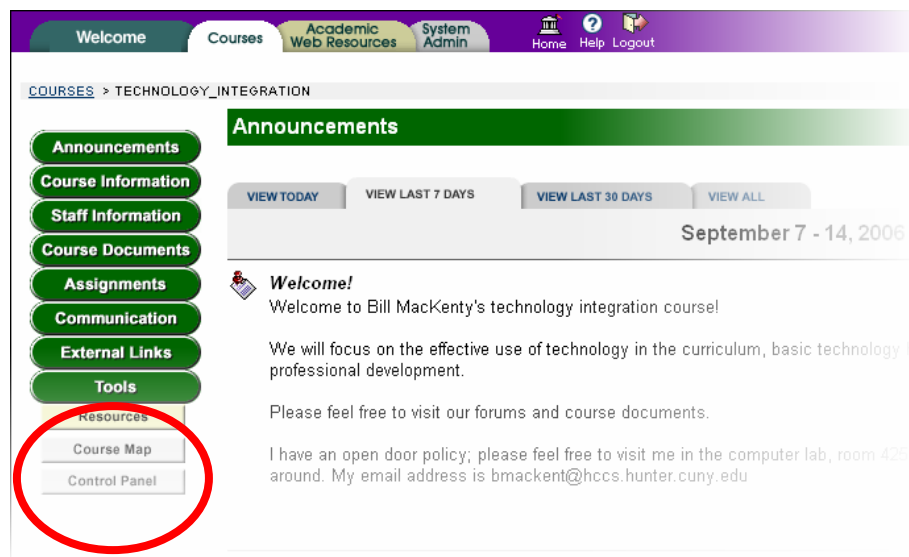 Welcome
Courses
Academic
Web Resources
System
Admin
Home Help Logout
COURSES > TECHNOLOGY_INTEGRATION
Announcements
Announcements
Course Information
Staff Information
Course Documents
Assignments
Communication
External Links
Tools
Resources
Course Map
Control Panel
VIEW TODAY
VIEW LAST 7 DAYS
VIEW LAST 30 DAYS
VIEW ALL
September 7 - 14, 2006
Welcome!
Welcome to Bill MacKenty's technology integration course!
We will focus on the effective use of technology in the curriculum, basic technology
professional development.
Please feel free to visit our forums and course documents.
I have an open door policy; please feel free to visit me in the computer lab, room 425
around. My email address is bmackent@hccs.hunter.cuny.edu